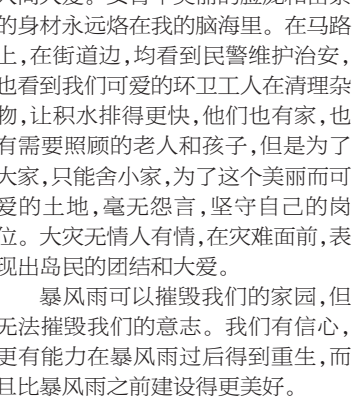 的身材永远烙在我的脑海里。在马路
上,在街道边,均看到民警维护治安,
也看到我们可爱的环卫工人在清理杂
物,让积水排得更快,他们也有家,也
有需要照顾的老人和孩子,但是为了
大家,只能舍小家,为了这个美丽而可
爱的土地,毫无怨言,坚守自己的岗
位。大灾无情人有情,在灾难面前,表
现出岛民的团结和大爱。
暴风雨可以摧毁我们的家园,但
无法摧毁我们的意志。我们有信心,
更有能力在暴风雨过后得到重生,而
且比暴风雨之前建设得更美好。